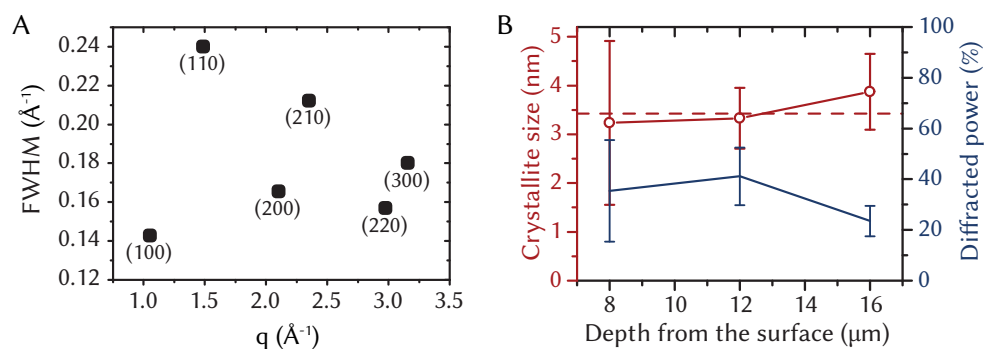 A
FWHM (Å⁻¹)
0.24
0.22
0.20
0.18
0.16
0.14
0.12
(110)
(210)
(300)
(200)
(220)
(100)
1.0 1.5 2.0 2.5 3.0 3.5
q (Å⁻¹)
B
Crystallite size (nm)
5
4
3
2
1
0
100
80
60
40
20
0
Diffracted power (%)
8 10 12 14 16
Depth from the surface (μm)